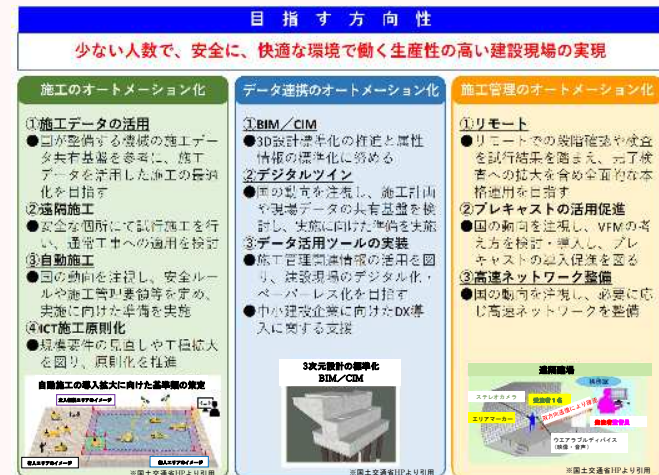 目指す方向性
少ない人数で、安全に、快適な環境で働く生産性の高い建設現場の実現
施工のオートメーション化
①施工データの活用
●国が整備する機械の施工デー
タ共有基盤を参考に、施工
データを活用した施工の最適
化を目指す
②遠隔施工
●安全な個所にて試行施工を行
い、通常工事への適用を検討
③自動施工
●国の動向を注視し、安全ルー
ルや施工管理要領等を定め、
実施に向けた準備を実施
④ICT施工原則化
●規模要件の見直しや工種拡大
を図り、原則化を推進
自動施工の導入拡大に向けた基準類の策定
無人エリアのイメージ
※国土交通省HPより引用
データ連携のオートメーション化
①BIM／CIM
●3D設計標準化の推進と属性
情報の標準化に努める
②デジタルツイン
●国の動向を注視し、施工計画
や現場データの共有基盤を検
討し、実施に向けた準備を実施
③データ活用ツールの実装
●施工管理関連情報の活用を図
り、建設現場のデジタル化・
ペーパーレス化を目指す
●中小建設企業に向けたDX導
入に関する支援
3次元設計の標準化
BIM／CIM
※国土交通省HPより引用
施工管理のオートメーション化
①リモート
●リモートでの段階確認や検査
を試行結果を踏まえ、完了検
査への拡大を含め全面的な本
格運用を目指す
②プレキャストの活用促進
●国の動向を注視し、VFMの考
え方を検討・導入し、プレ
キャストの導入促進を図る
③高速ネットワーク整備
●国の動向を注視し、必要に応
じ高速ネットワークを整備
遠隔臨場
ステレオカメラ
エリアマーカー
ウエアラブルディバイス
（映像・音声）
※国土交通省HPより引用